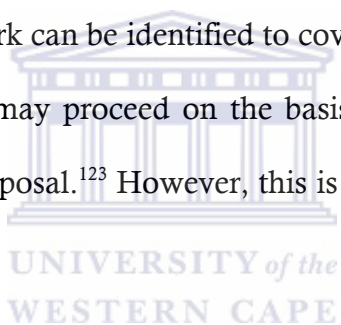 rk can be identified to cov
may proceed on the basis
posal.¹²³ However, this is
UNIVERSITY of the
WESTERN CAPE